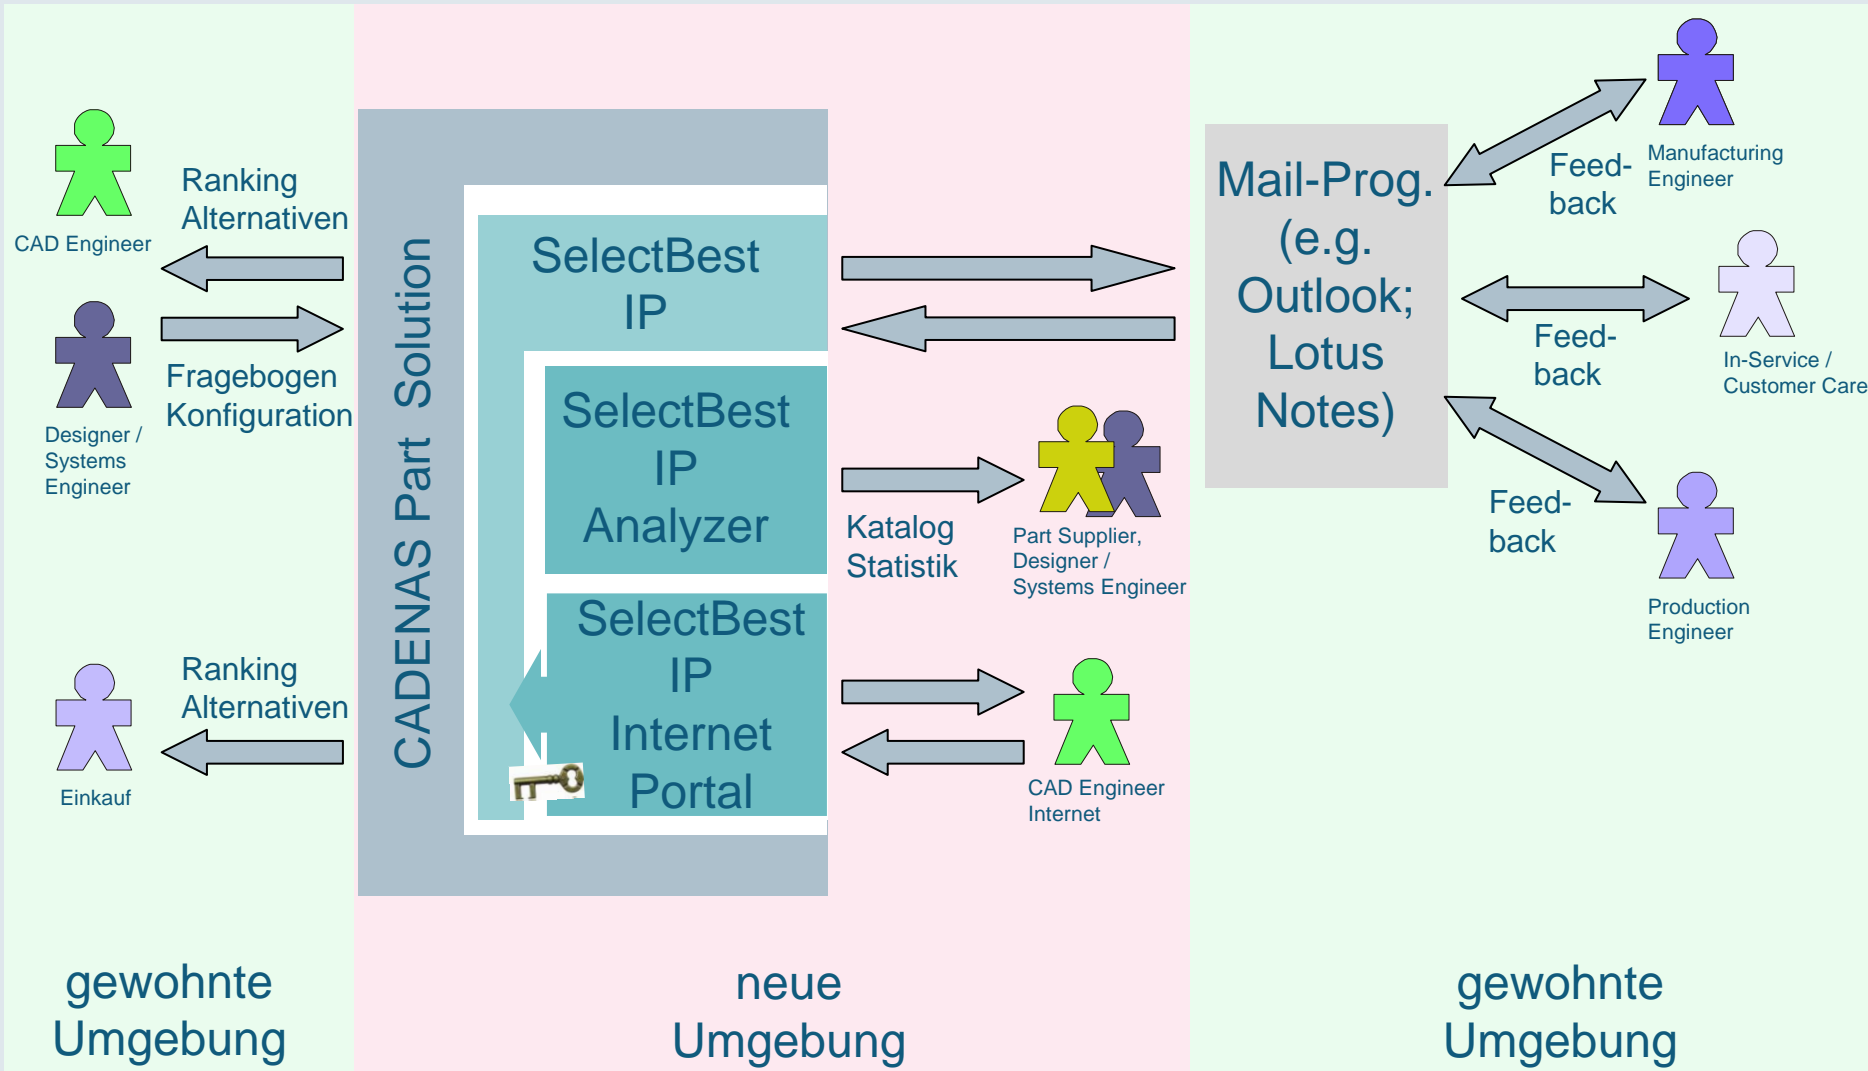 Ranking
Alternativen
CAD Engineer
Fragebogen
Konfiguration
Designer /
Systems
Engineer
Ranking
Alternativen
Einkauf
gewohnte
Umgebung
CADENAS Part Solution
SelectBest
IP
SelectBest
IP
Analyzer
SelectBest
IP
Internet
Portal
Katalog
Statistik
Part Supplier,
Designer /
Systems Engineer
CAD Engineer
Internet
neue
Umgebung
Mail-Prog.
(e.g.
Outlook;
Lotus
Notes)
Feed-
back
Manufacturing
Engineer
Feed-
back
In-Service /
Customer Care
Feed-
back
Production
Engineer
gewohnte
Umgebung